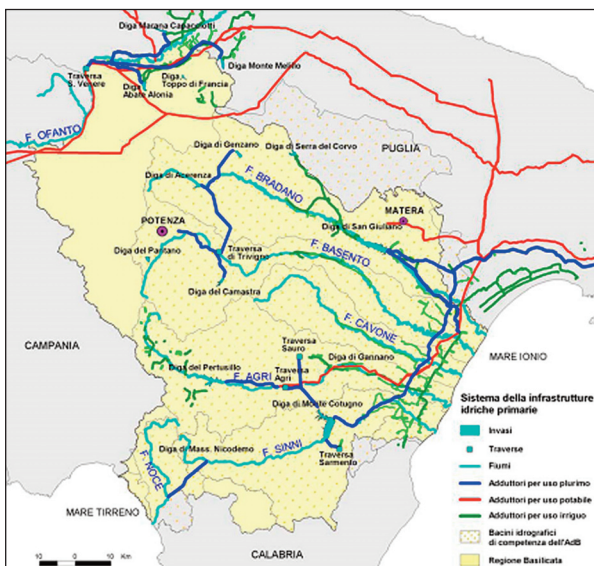 Diga Marana Capacciotti
Diga Monte Melillo
Traversa
S. Venere
Diga
Abate Alonia
Diga
Toppo di Francia
F. OFANTO
Diga di Genzano
Diga di Serra del Corvo
PUGLIA
Diga di Acerenza
F. BRADANO
MATERA
POTENZA
Diga di San Giuliano
Diga del Pantano
Traversa
di Trivigno
F. BASENTO
Diga del Camastra
F. CAVONE
CAMPANIA
Traversa
Sauro
Diga di Gannano
MARE IONIO
Diga del Pertusillo
F. AGRI
Traversa
Agri
Diga di Monte Cotugno
Diga di Mass. Nicodemo
F. SINNI
Traversa
Sarmento
F. NOCE
MARE TIRRENO
CALABRIA
10 0 10 Km
Sistema della infrastrutture
idriche primarie
Invasi
Traverse
Fiumi
Adduttori per uso plurimo
Adduttori per uso potabile
Adduttori per uso irriguo
Bacini idrografici
di competenza dell'AdB
Regione Basilicata